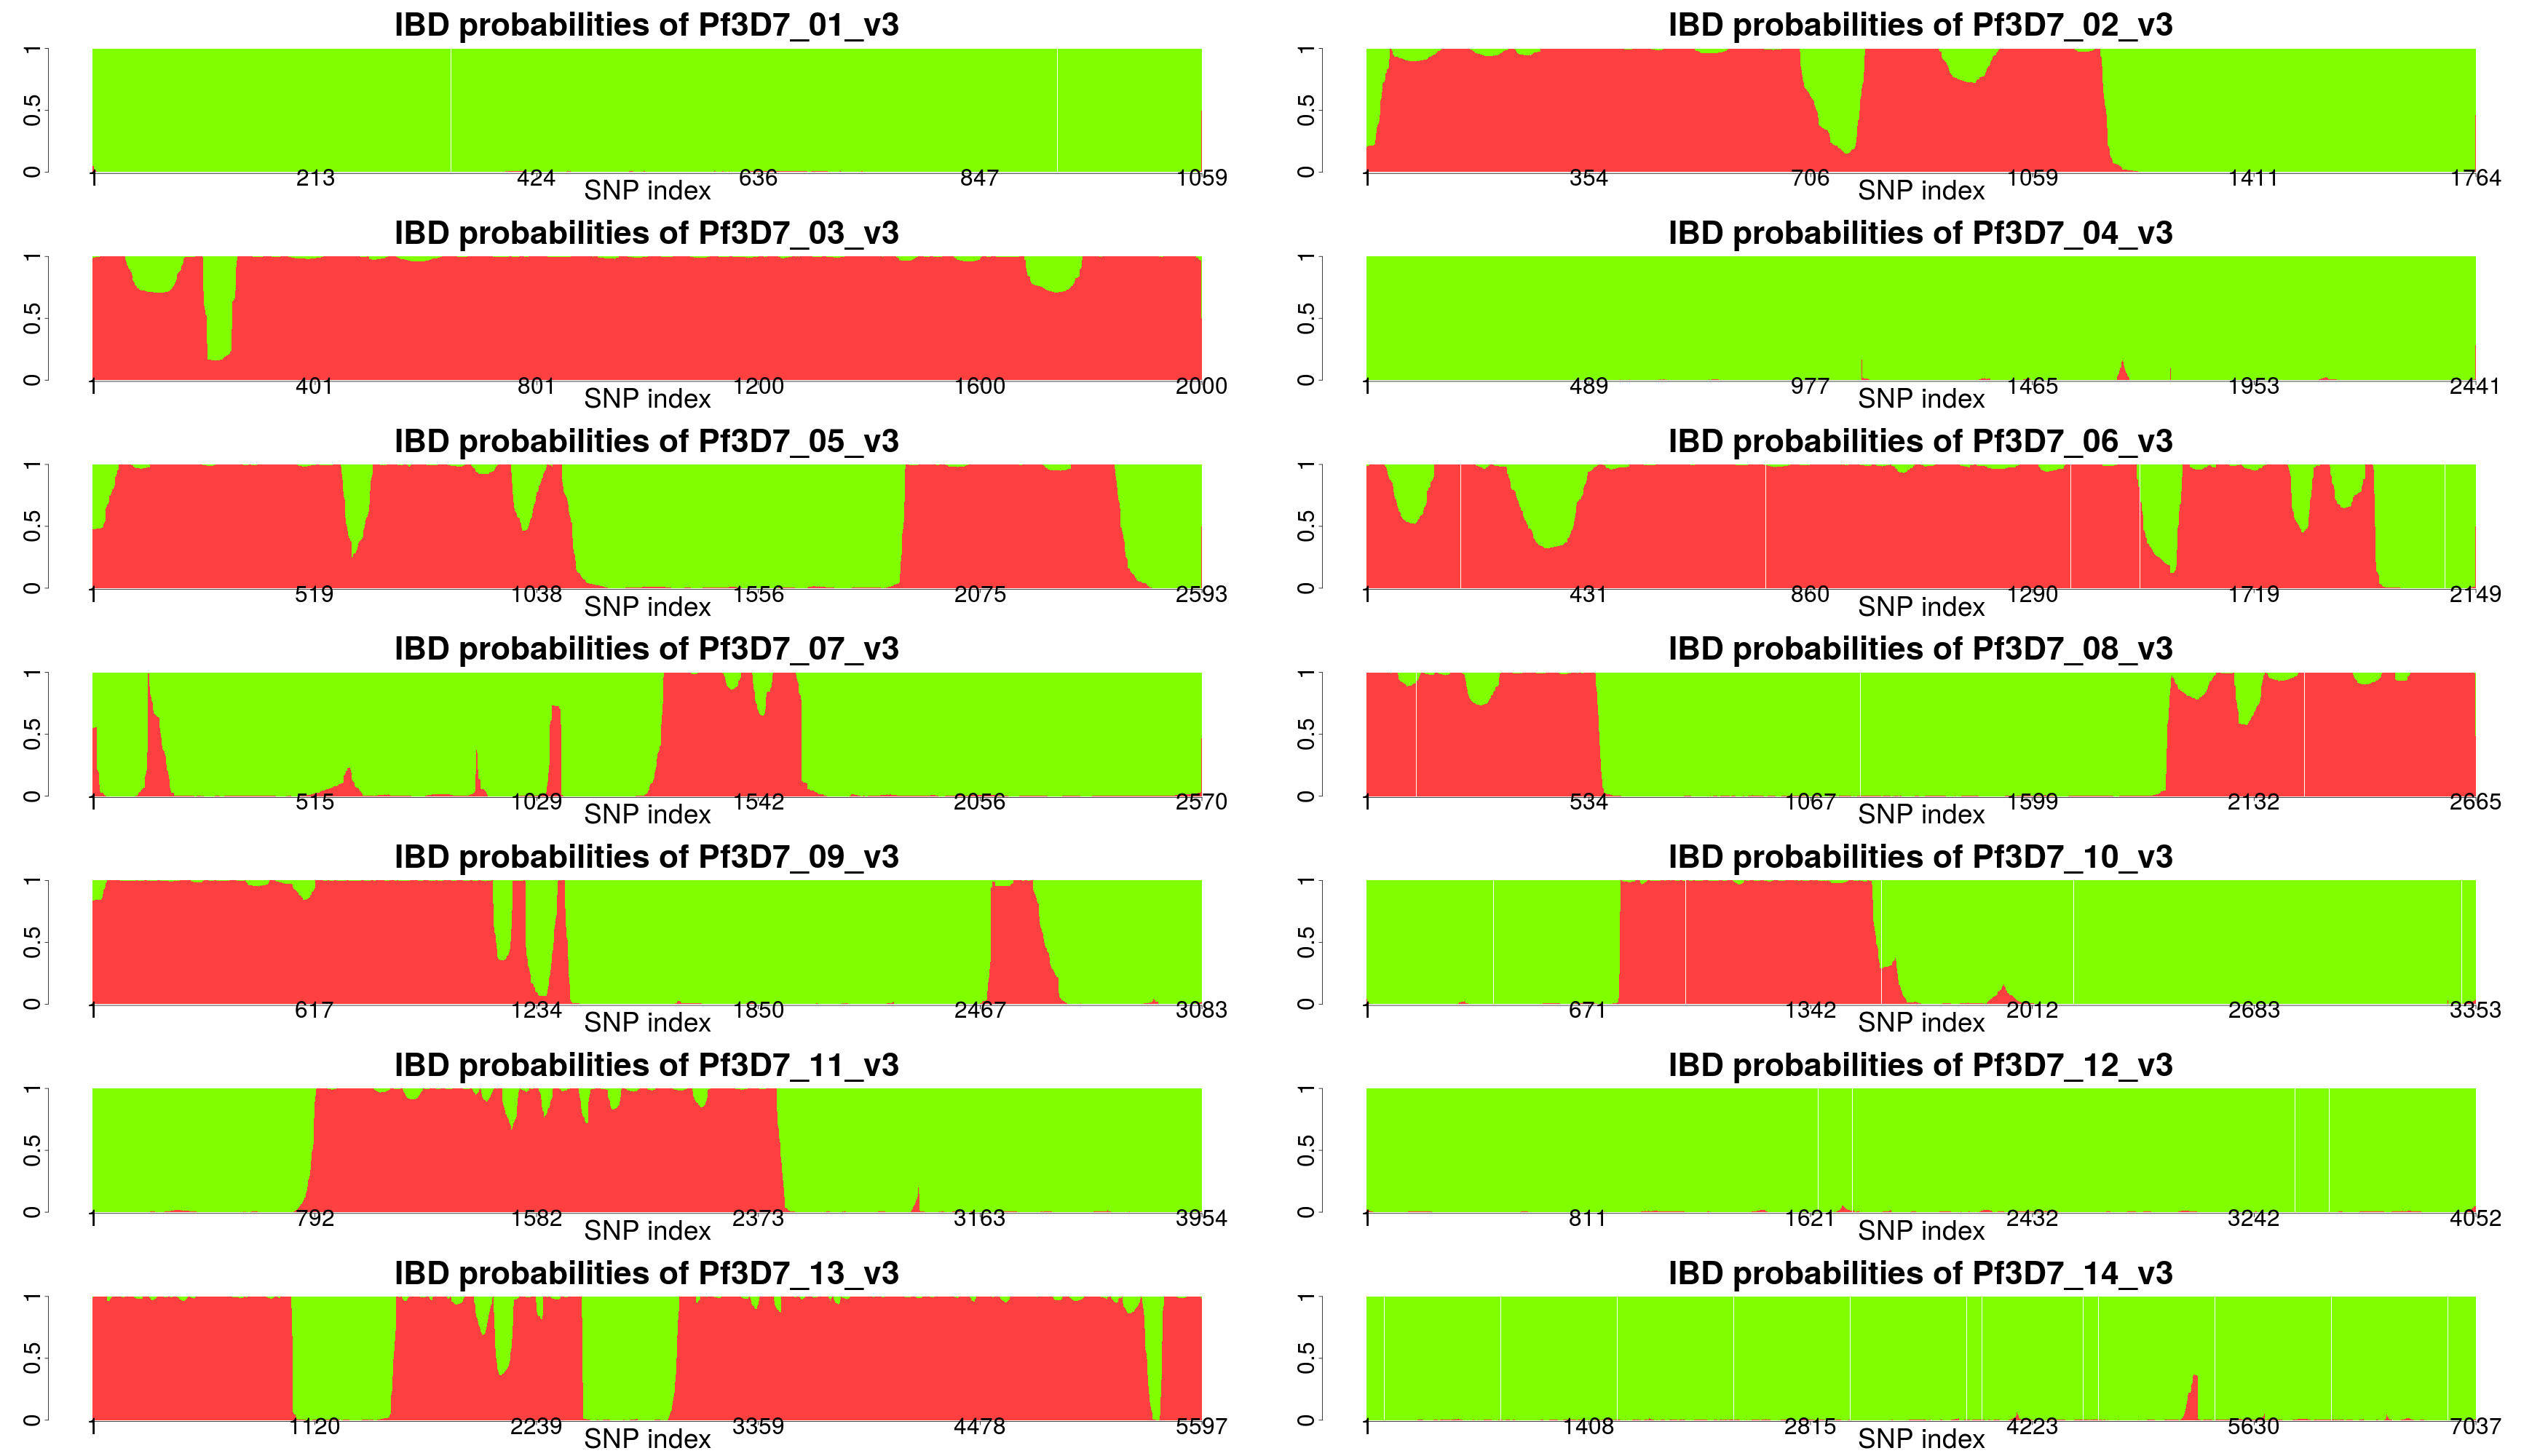 IBD probabilities of Pf3D7_01_v3
0 0.5 1
1 213 424 636 847 1059
SNP index
IBD probabilities of Pf3D7_02_v3
0 0.5 1
1 354 706 1059 1411 1764
SNP index
IBD probabilities of Pf3D7_03_v3
0 0.5 1
1 401 801 1200 1600 2000
SNP index
IBD probabilities of Pf3D7_04_v3
0 0.5 1
1 489 977 1465 1953 2441
SNP index
IBD probabilities of Pf3D7_05_v3
0 0.5 1
1 519 1038 1556 2075 2593
SNP index
IBD probabilities of Pf3D7_06_v3
0 0.5 1
1 431 860 1290 1719 2149
SNP index
IBD probabilities of Pf3D7_07_v3
0 0.5 1
1 515 1029 1542 2056 2570
SNP index
IBD probabilities of Pf3D7_08_v3
0 0.5 1
1 534 1067 1599 2132 2665
SNP index
IBD probabilities of Pf3D7_09_v3
0 0.5 1
1 617 1234 1850 2467 3083
SNP index
IBD probabilities of Pf3D7_10_v3
0 0.5 1
1 671 1342 2012 2683 3353
SNP index
IBD probabilities of Pf3D7_11_v3
0 0.5 1
1 792 1582 2373 3163 3954
SNP index
IBD probabilities of Pf3D7_12_v3
0 0.5 1
1 811 1621 2432 3242 4052
SNP index
IBD probabilities of Pf3D7_13_v3
0 0.5 1
1 1120 2239 3359 4478 5597
SNP index
IBD probabilities of Pf3D7_14_v3
0 0.5 1
1 1408 2815 4223 5630 7037
SNP index